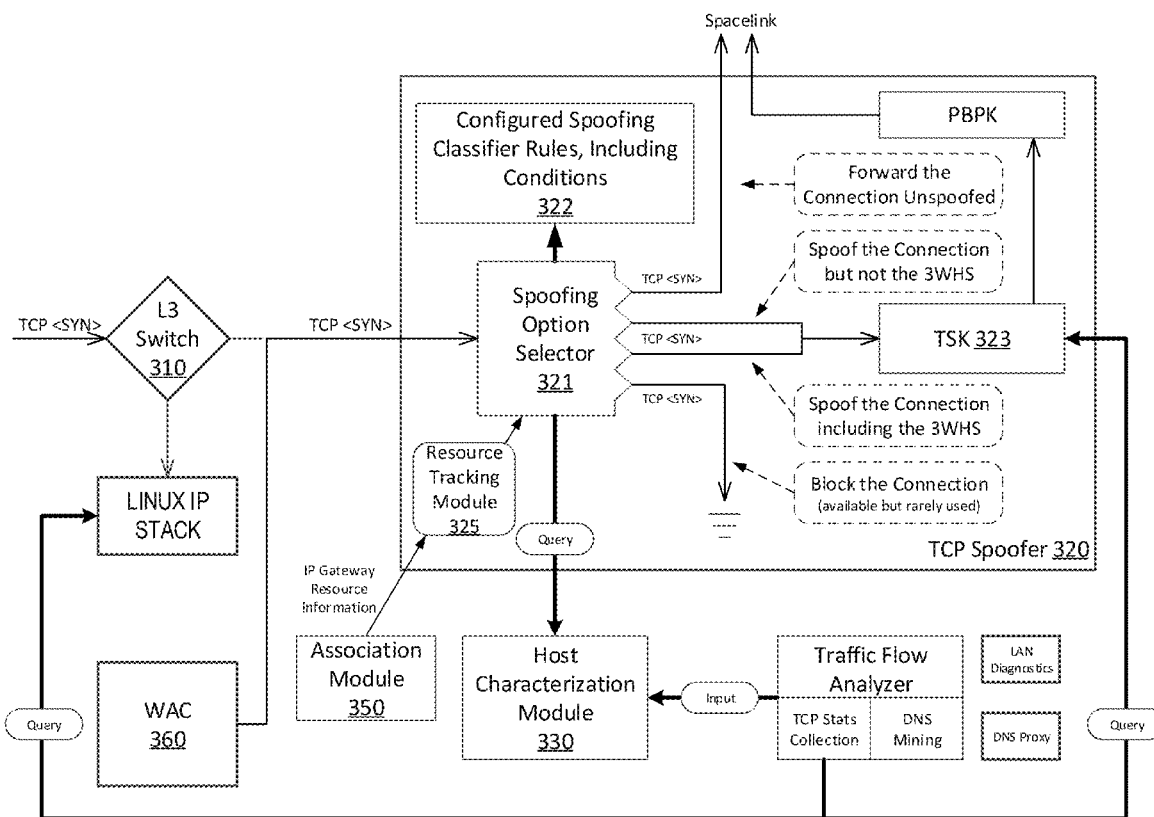 Spacelink
PBPK
Configured Spoofing
Classifier Rules, Including
Conditions
322
Forward the
Connection Unspoofed
Spoof the Connection
but not the 3WHS
L3
Switch
310
TCP <SYN>
TCP <SYN>
Spoofing
Option
Selector
321
TCP <SYN>
TCP <SYN>
TCP <SYN>
TSK 323
Spoof the Connection
including the 3WHS
Resource
Tracking
Module
325
Block the Connection
(available but rarely used)
LINUX IP
STACK
Query
TCP Spoofer 320
IP Gateway
Resource
Information
Association
Module
350
Host
Characterization
Module
330
Input
Traffic Flow
Analyzer
TCP Stats
Collection
DNS
Mining
LAN
Diagnostics
DNS Proxy
WAC
360
Query
Query